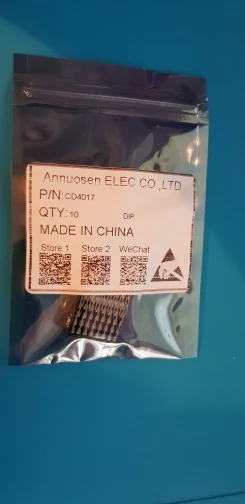 Annuosen ELEC CO.,LTD
P/N: CD4017
QTY: 10 DIP
MADE IN CHINA
Store 1 Store 2 WeChat